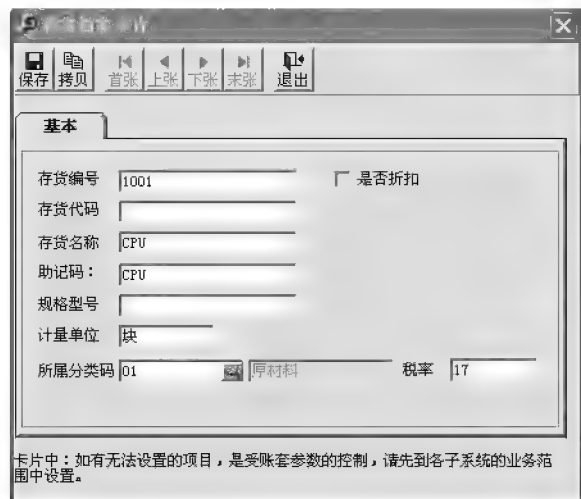 保存 拷贝 首张 上张 下张 末张 退出
基本
存货编号 1001 是否折扣
存货代码
存货名称 CPU
助记码： CPU
规格型号
计量单位 块
所属分类码 01 原材料 税率 17
卡片中：如有无法设置的项目，是受账套参数的控制，请先到各子系统的业务范
围中设置。